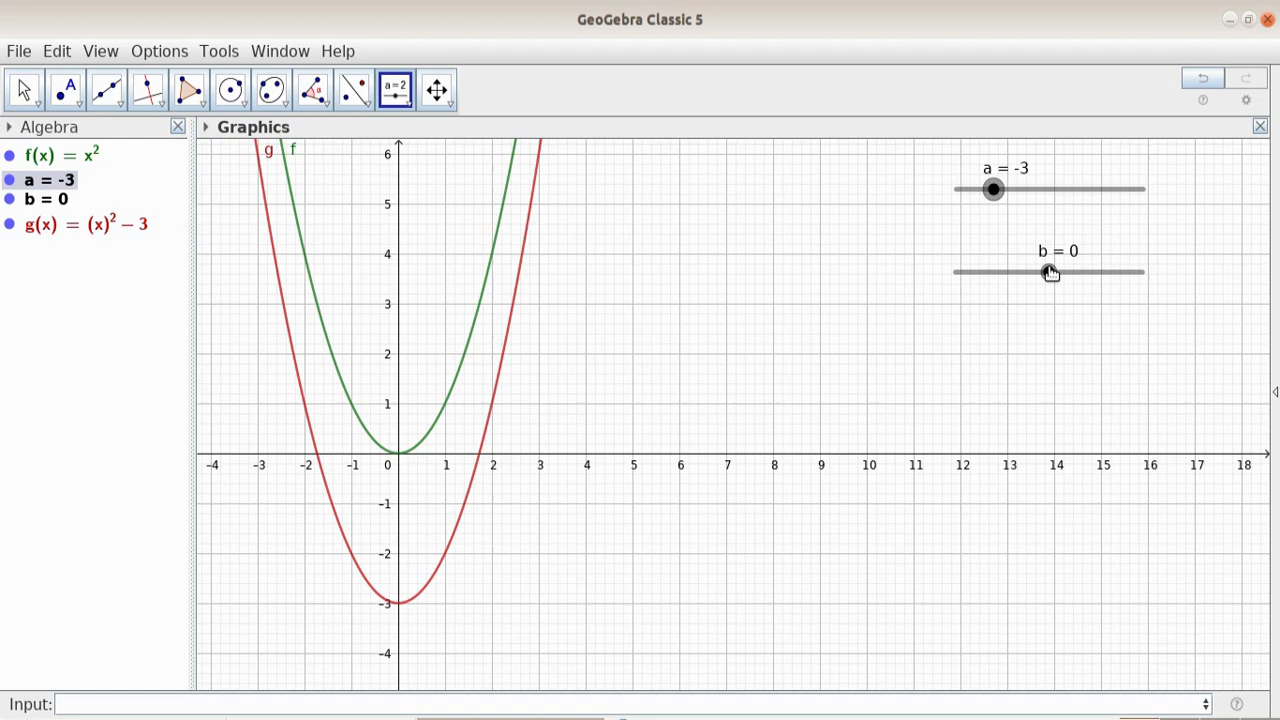 GeoGebra Classic 5
File Edit View Options Tools Window Help
A
α
a=2
Algebra
Graphics
f(x) = x²
a = -3
b = 0
g(x) = (x)² − 3
g f
a = -3
b = 0
6
5
4
3
2
1
0
-1
-2
-3
-4
-4 -3 -2 -1 1 2 3 4 5 6 7 8 9 10 11 12 13 14 15 16 17 18
Input: